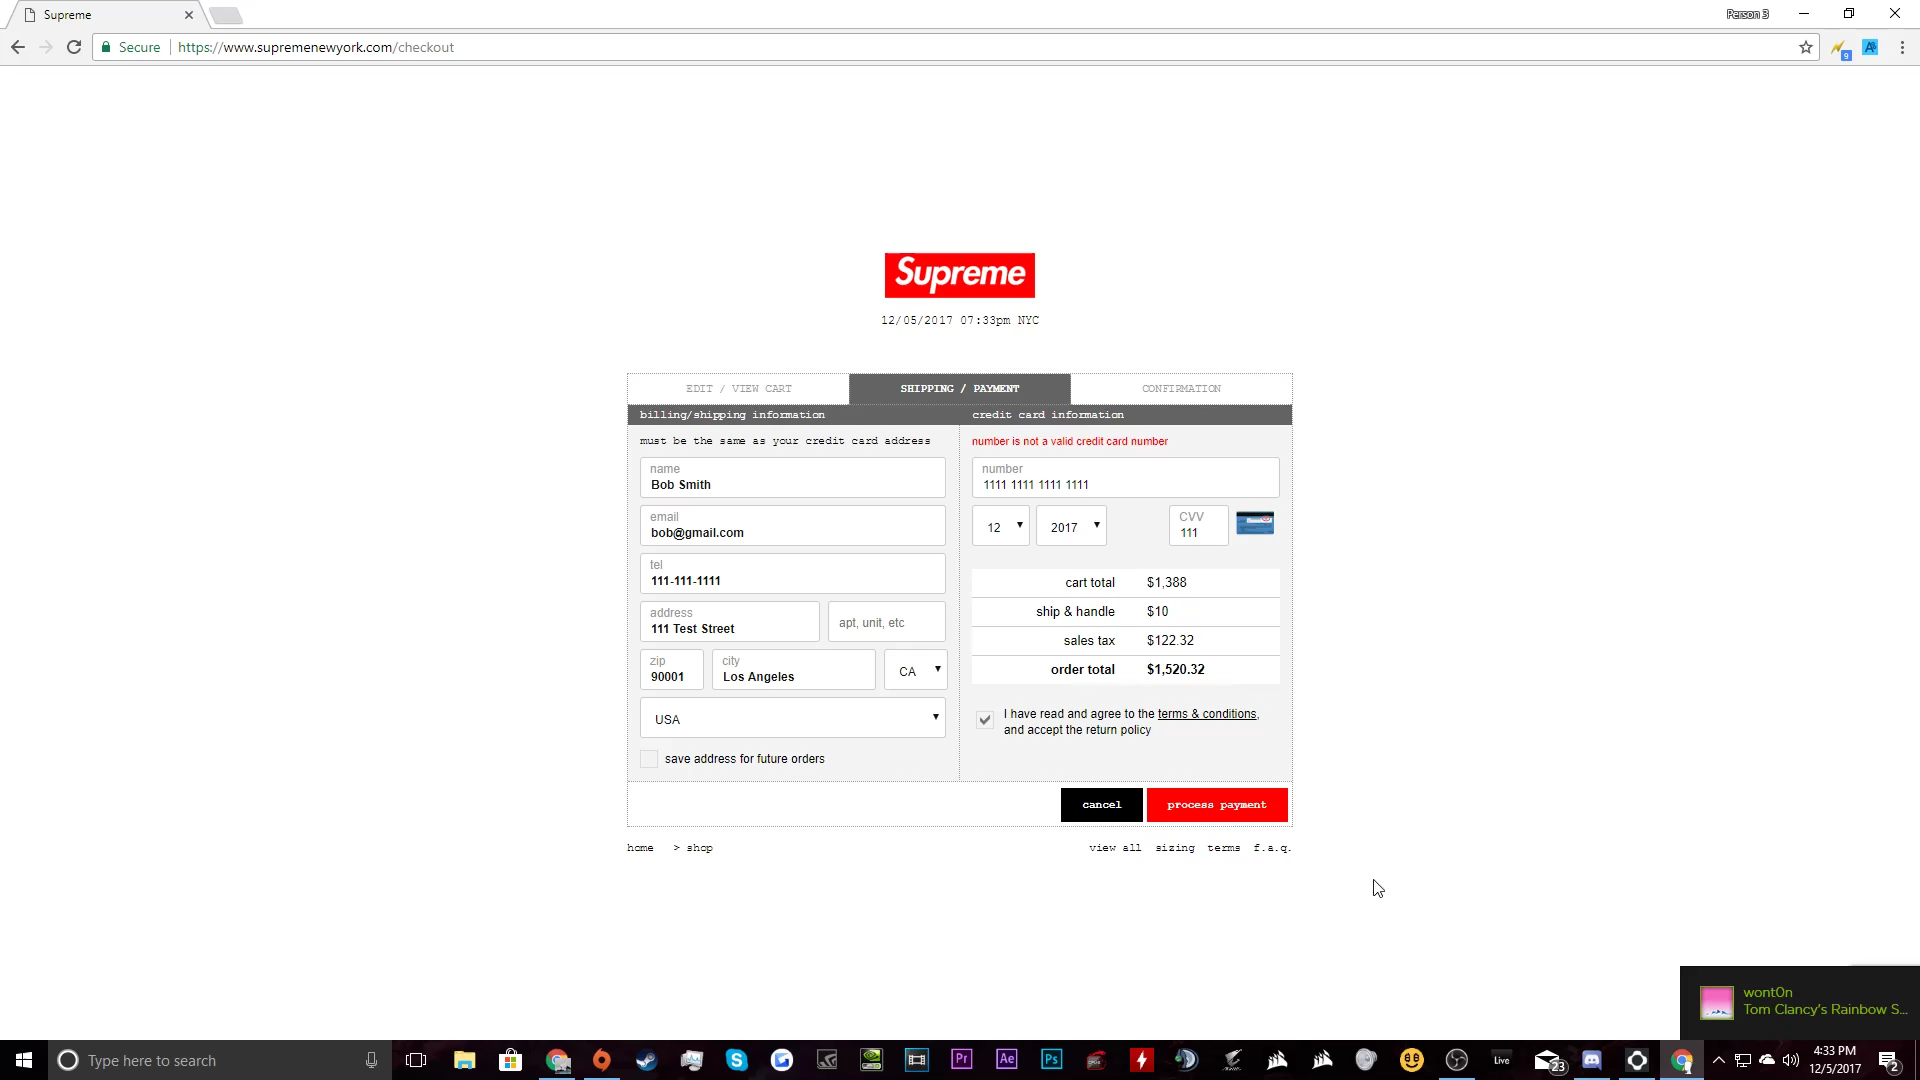 Supreme
Person 3
Secure
https://www.supremenewyork.com/checkout
9
Supreme
12/05/2017 07:33pm NYC
EDIT / VIEW CART
SHIPPING / PAYMENT
CONFIRMATION
billing/shipping information
credit card information
must be the same as your credit card address
number is not a valid credit card number
name
Bob Smith
number
1111 1111 1111 1111
email
bob@gmail.com
12
2017
CVV
111
tel
111-111-1111
cart total $1,388
ship & handle $10
sales tax $122.32
order total $1,520.32
address
111 Test Street
apt, unit, etc
zip
90001
city
Los Angeles
CA
USA
I have read and agree to the terms & conditions,
and accept the return policy
save address for future orders
cancel
process payment
home > shop
view all sizing terms f.a.q.
wont0n
Tom Clancy's Rainbow S...
Type here to search
Pr
Ae
Ps
Live
23
4:33 PM
12/5/2017
2